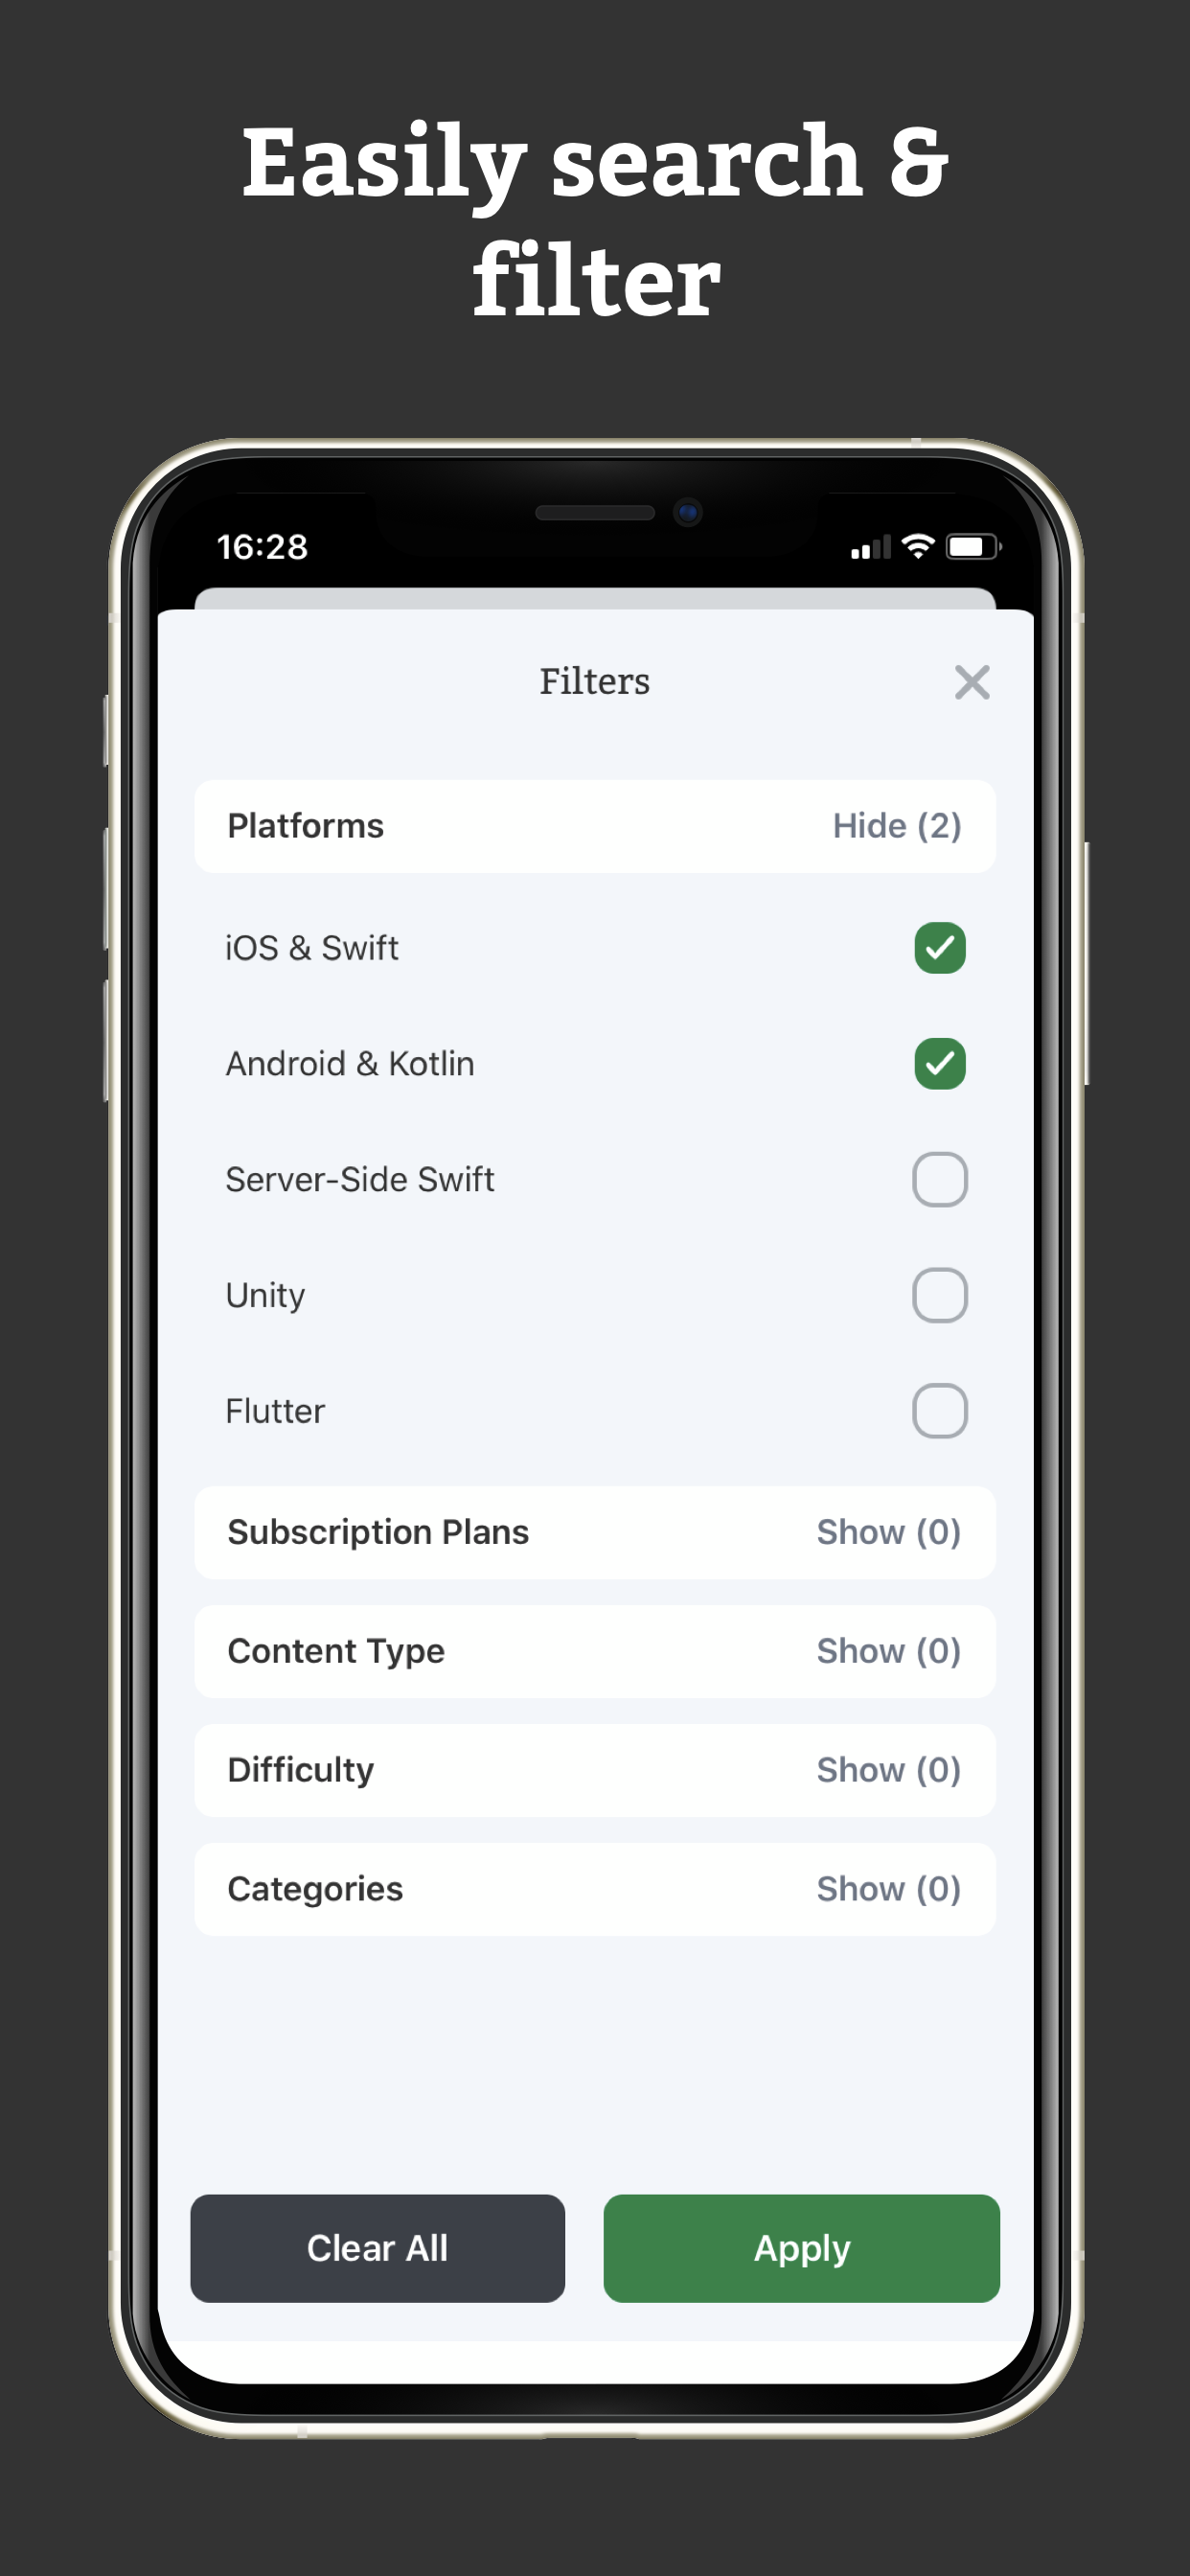 Easily search &
filter
16:28
Filters
Platforms Hide (2)
iOS & Swift
Android & Kotlin
Server-Side Swift
Unity
Flutter
Subscription Plans Show (0)
Content Type Show (0)
Difficulty Show (0)
Categories Show (0)
Clear All Apply